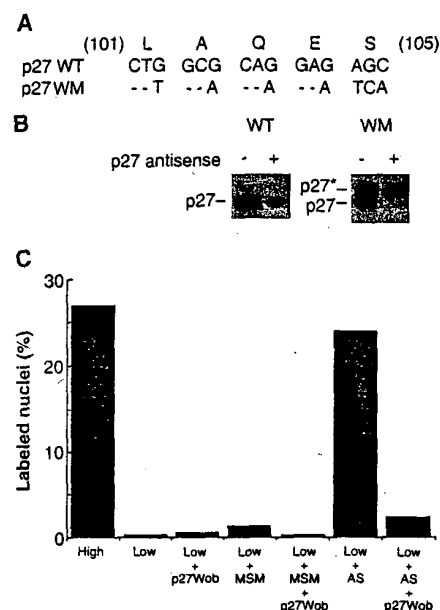 A
(101) L A Q E S (105)
p27 WT CTG GCG CAG GAG AGC
p27 WM --T --A --A --A TCA
B
WT WM
p27 antisense - + - +
p27– p27*– p27–
C
Labeled nuclei (%)
30
20
10
0
High
Low
Low + p27Wob
Low + MSM
Low + MSM + p27Wob
Low + AS
Low + AS + p27Wob